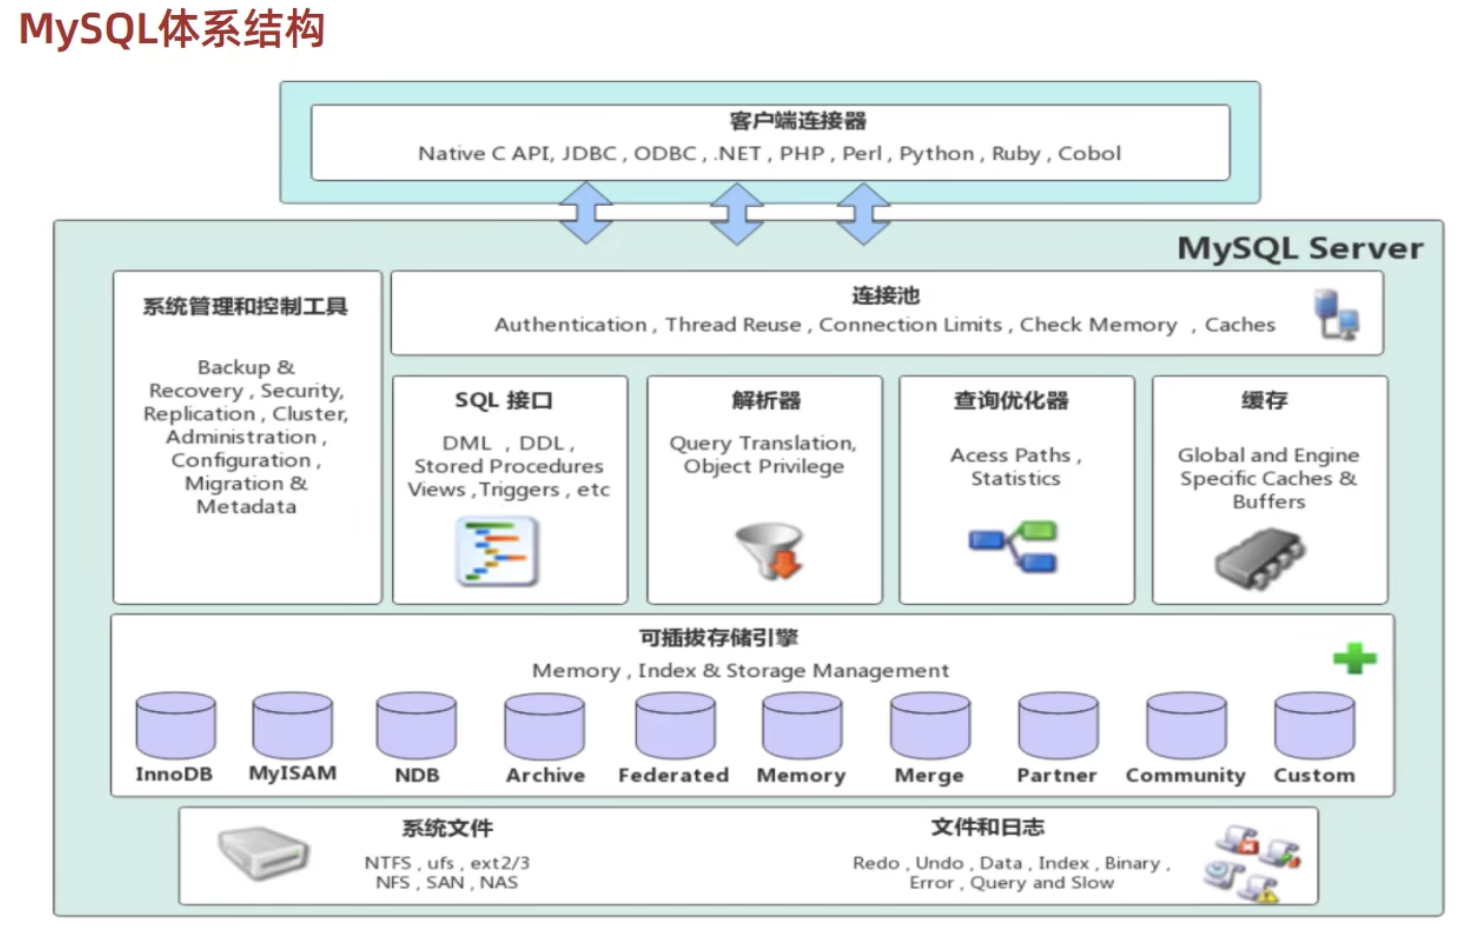 MySQL体系结构
客户端连接器
Native C API, JDBC , ODBC , .NET , PHP , Perl , Python , Ruby , Cobol
MySQL Server
系统管理和控制工具
Backup &
Recovery , Security,
Replication , Cluster,
Administration ,
Configuration ,
Migration &
Metadata
连接池
Authentication , Thread Reuse , Connection Limits , Check Memory , Caches
SQL 接口
DML , DDL ,
Stored Procedures
Views ,Triggers , etc
解析器
Query Translation,
Object Privilege
查询优化器
Acess Paths ,
Statistics
缓存
Global and Engine
Specific Caches &
Buffers
可插拔存储引擎
Memory , Index & Storage Management
InnoDB
MyISAM
NDB
Archive
Federated
Memory
Merge
Partner
Community
Custom
系统文件
NTFS , ufs , ext2/3
NFS , SAN , NAS
文件和日志
Redo , Undo , Data , Index , Binary ,
Error , Query and Slow